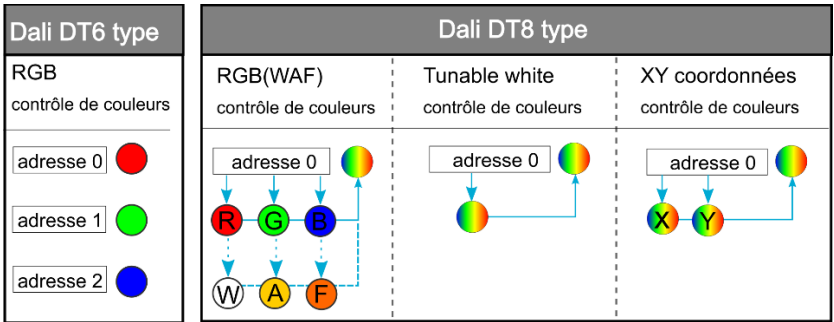 Dali DT6 type
RGB
contrôle de couleurs
adresse 0
adresse 1
adresse 2
Dali DT8 type
RGB(WAF)
contrôle de couleurs
adresse 0
R G B
W A F
Tunable white
contrôle de couleurs
adresse 0
XY coordonnées
contrôle de couleurs
adresse 0
X Y